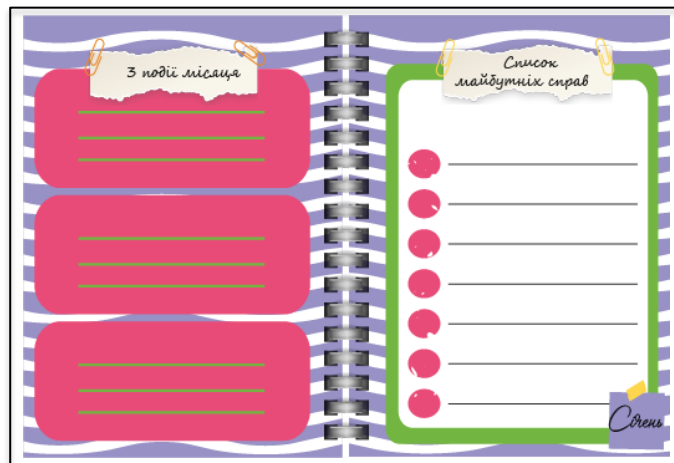 3 події місяця
Список
майбутніх справ
Січень